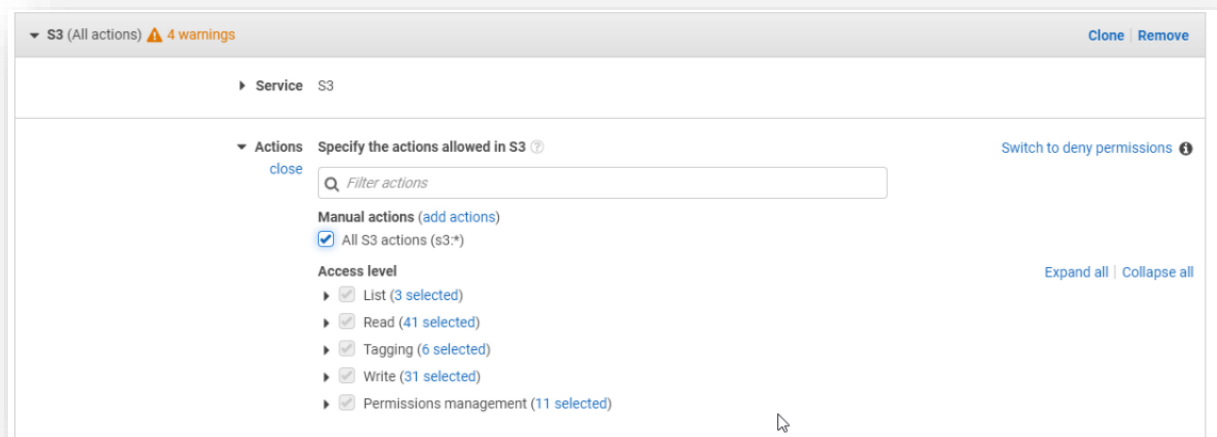 S3 (All actions) 4 warnings Clone Remove
Service S3
Actions Specify the actions allowed in S3 Switch to deny permissions
close
Filter actions
Manual actions (add actions)
All S3 actions (s3:*)
Access level Expand all Collapse all
List (3 selected)
Read (41 selected)
Tagging (6 selected)
Write (31 selected)
Permissions management (11 selected)